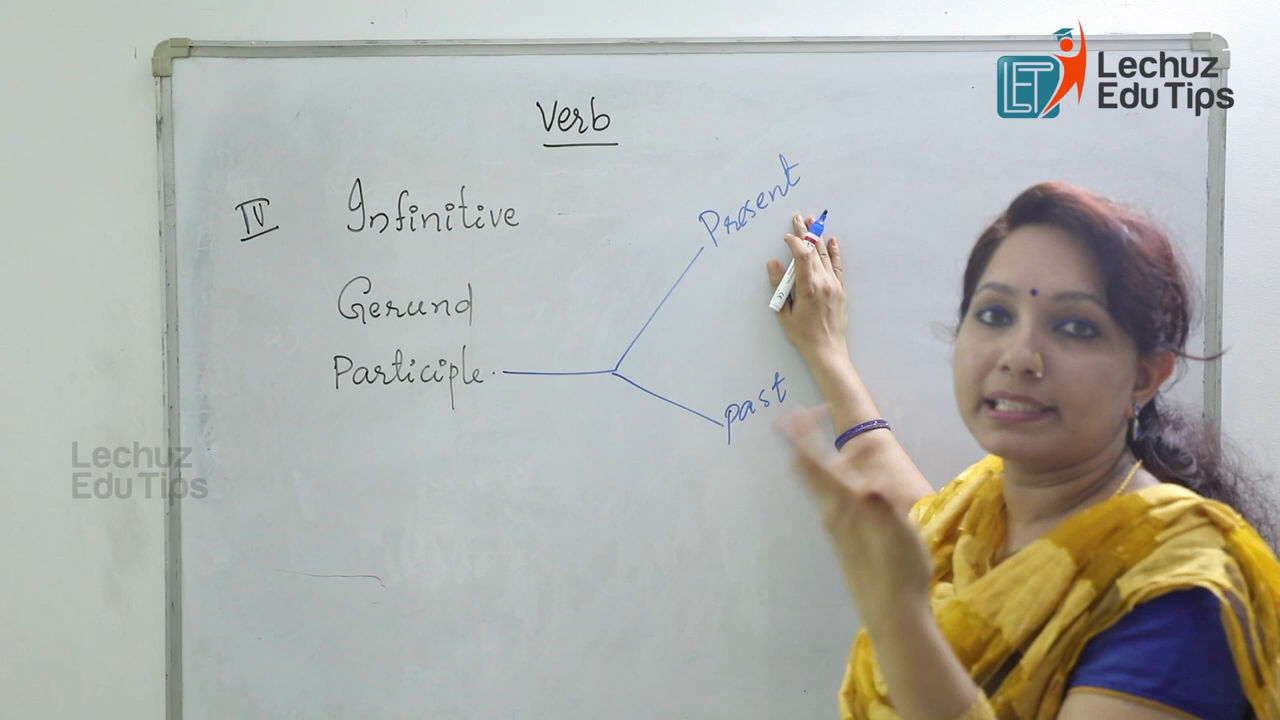 Lechuz
Edu Tips
LET
Verb
IV
Infinitive
Present
Gerund
Participle.
Past
Lechuz
Edu Tips